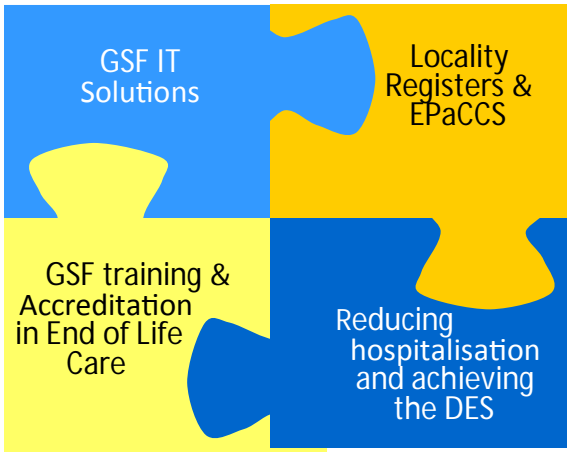 GSF IT
Solutions
Locality
Registers &
EPaCCS
GSF training &
Accreditation
in End of Life
Care
Reducing
hospitalisation
and achieving
the DES